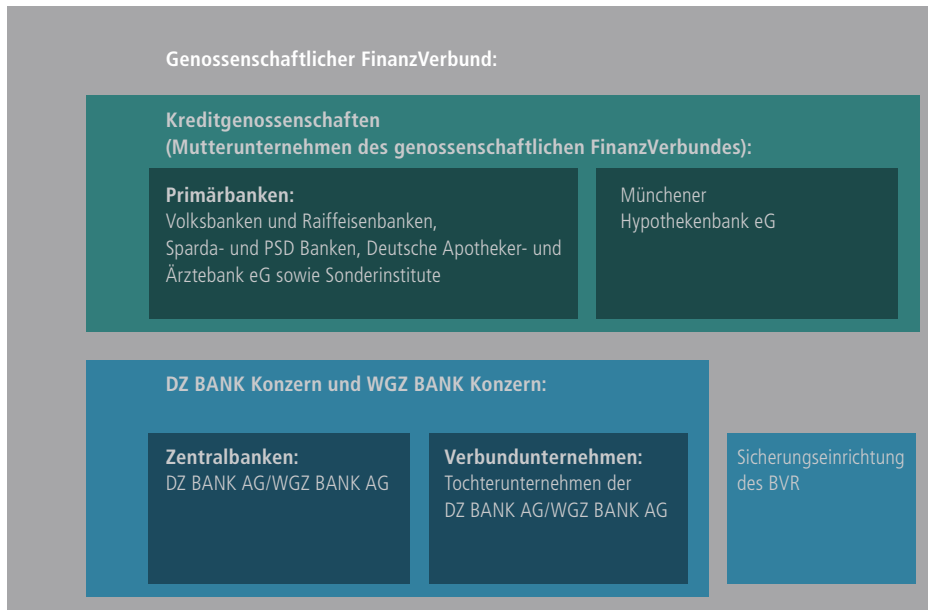 Genossenschaftlicher FinanzVerbund:
Kreditgenossenschaften
(Mutterunternehmen des genossenschaftlichen FinanzVerbundes):
Primärbanken:
Volksbanken und Raiffeisenbanken,
Sparda- und PSD Banken, Deutsche Apotheker- und
Ärztebank eG sowie Sonderinstitute
Münchener
Hypothekenbank eG
DZ BANK Konzern und WGZ BANK Konzern:
Zentralbanken:
DZ BANK AG/WGZ BANK AG
Verbundunternehmen:
Tochterunternehmen der
DZ BANK AG/WGZ BANK AG
Sicherungseinrichtung
des BVR